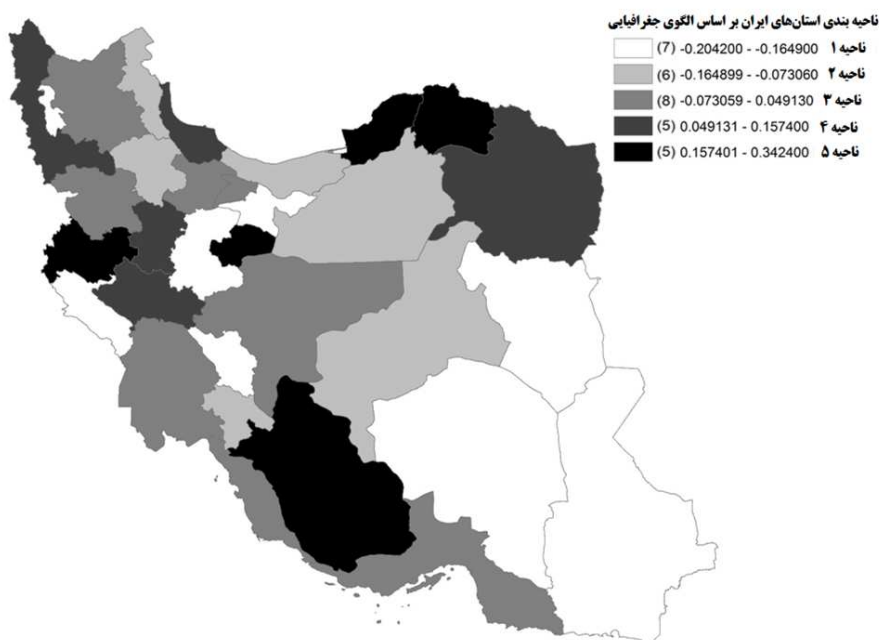 ناحیه بندی استان‌های ایران بر اساس الگوی جغرافیایی
ناحیه ۱ (7) -0.204200 - -0.164900
ناحیه ۲ (6) -0.164899 - -0.073060
ناحیه ۳ (8) -0.073059 - 0.049130
ناحیه ۴ (5) 0.049131 - 0.157400
ناحیه ۵ (5) 0.157401 - 0.342400